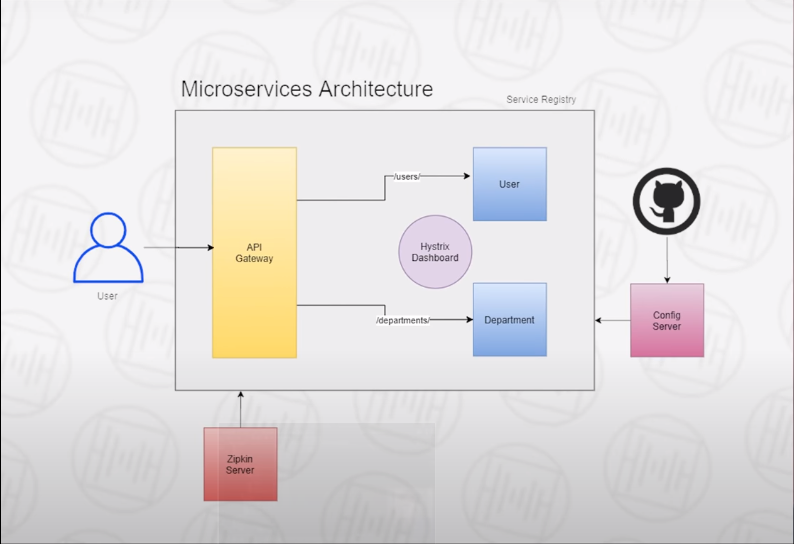 Microservices Architecture
Service Registry
/users/
User
API
Gateway
Hystrix
Dashboard
User
/departments/
Department
Config
Server
Zipkin
Server